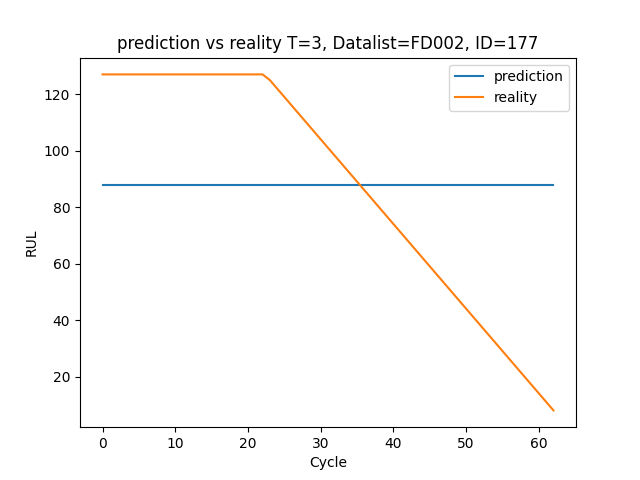 prediction vs reality T=3, Datalist=FD002, ID=177
prediction
reality
120
100
80
60
40
20
RUL
0 10 20 30 40 50 60
Cycle